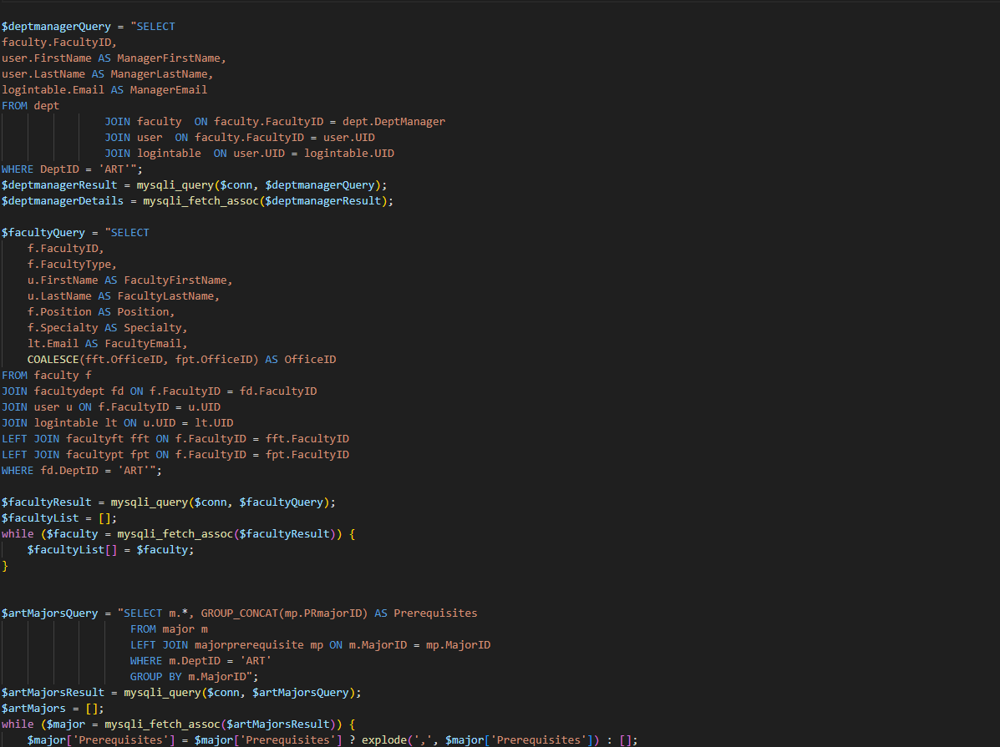 $deptmanagerQuery = "SELECT
faculty.FacultyID,
user.FirstName AS ManagerFirstName,
user.LastName AS ManagerLastName,
logintable.Email AS ManagerEmail
FROM dept
JOIN faculty  ON faculty.FacultyID = dept.DeptManager
JOIN user  ON faculty.FacultyID = user.UID
JOIN logintable  ON user.UID = logintable.UID
WHERE DeptID = 'ART'";
$deptmanagerResult = mysqli_query($conn, $deptmanagerQuery);
$deptmanagerDetails = mysqli_fetch_assoc($deptmanagerResult);
$facultyQuery = "SELECT
f.FacultyID,
f.FacultyType,
u.FirstName AS FacultyFirstName,
u.LastName AS FacultyLastName,
f.Position AS Position,
f.Specialty AS Specialty,
lt.Email AS FacultyEmail,
COALESCE(fft.OfficeID, fpt.OfficeID) AS OfficeID
FROM faculty f
JOIN facultydept fd ON f.FacultyID = fd.FacultyID
JOIN user u ON f.FacultyID = u.UID
JOIN logintable lt ON u.UID = lt.UID
LEFT JOIN facultyft fft ON f.FacultyID = fft.FacultyID
LEFT JOIN facultypt fpt ON f.FacultyID = fpt.FacultyID
WHERE fd.DeptID = 'ART'";
$facultyResult = mysqli_query($conn, $facultyQuery);
$facultyList = [];
while ($faculty = mysqli_fetch_assoc($facultyResult)) {
$facultyList[] = $faculty;
}
$artMajorsQuery = "SELECT m.*, GROUP_CONCAT(mp.PRmajorID) AS Prerequisites
FROM major m
LEFT JOIN majorprerequisite mp ON m.MajorID = mp.MajorID
WHERE m.DeptID = 'ART'
GROUP BY m.MajorID";
$artMajorsResult = mysqli_query($conn, $artMajorsQuery);
$artMajors = [];
while ($major = mysqli_fetch_assoc($artMajorsResult)) {
$major['Prerequisites'] = $major['Prerequisites'] ? explode(',', $major['Prerequisites']) : [];